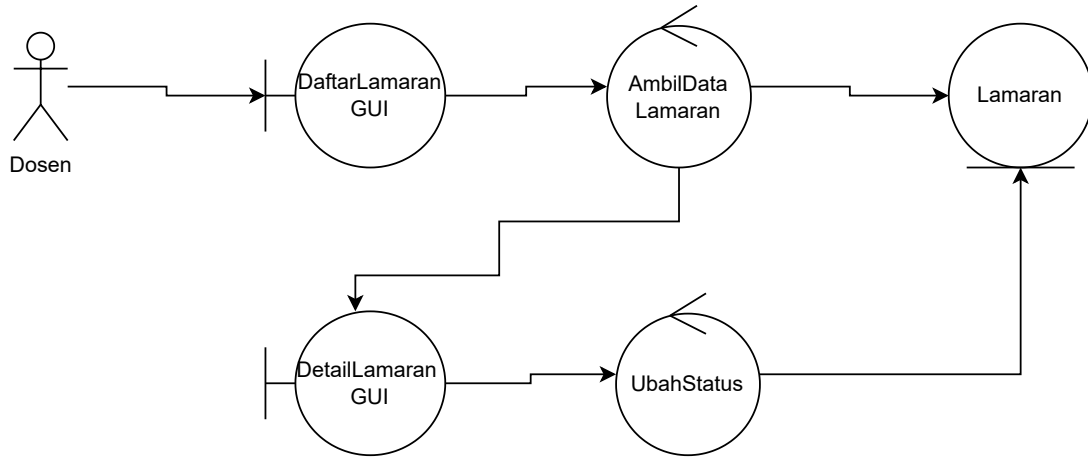 Dosen
DaftarLamaran
GUI
AmbilData
Lamaran
Lamaran
DetailLamaran
GUI
UbahStatus